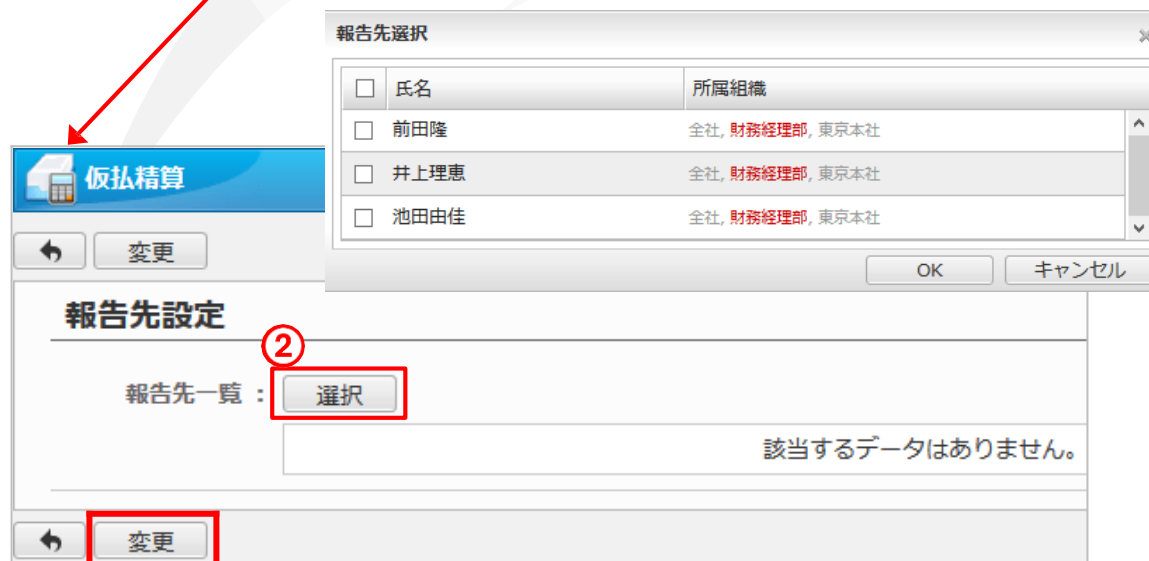 報告先選択
氏名 所属組織
前田隆 全社, 財務経理部, 東京本社
井上理恵 全社, 財務経理部, 東京本社
池田由佳 全社, 財務経理部, 東京本社
OK キャンセル
仮払精算
変更
報告先設定
②
報告先一覧 : 選択
該当するデータはありません。
変更